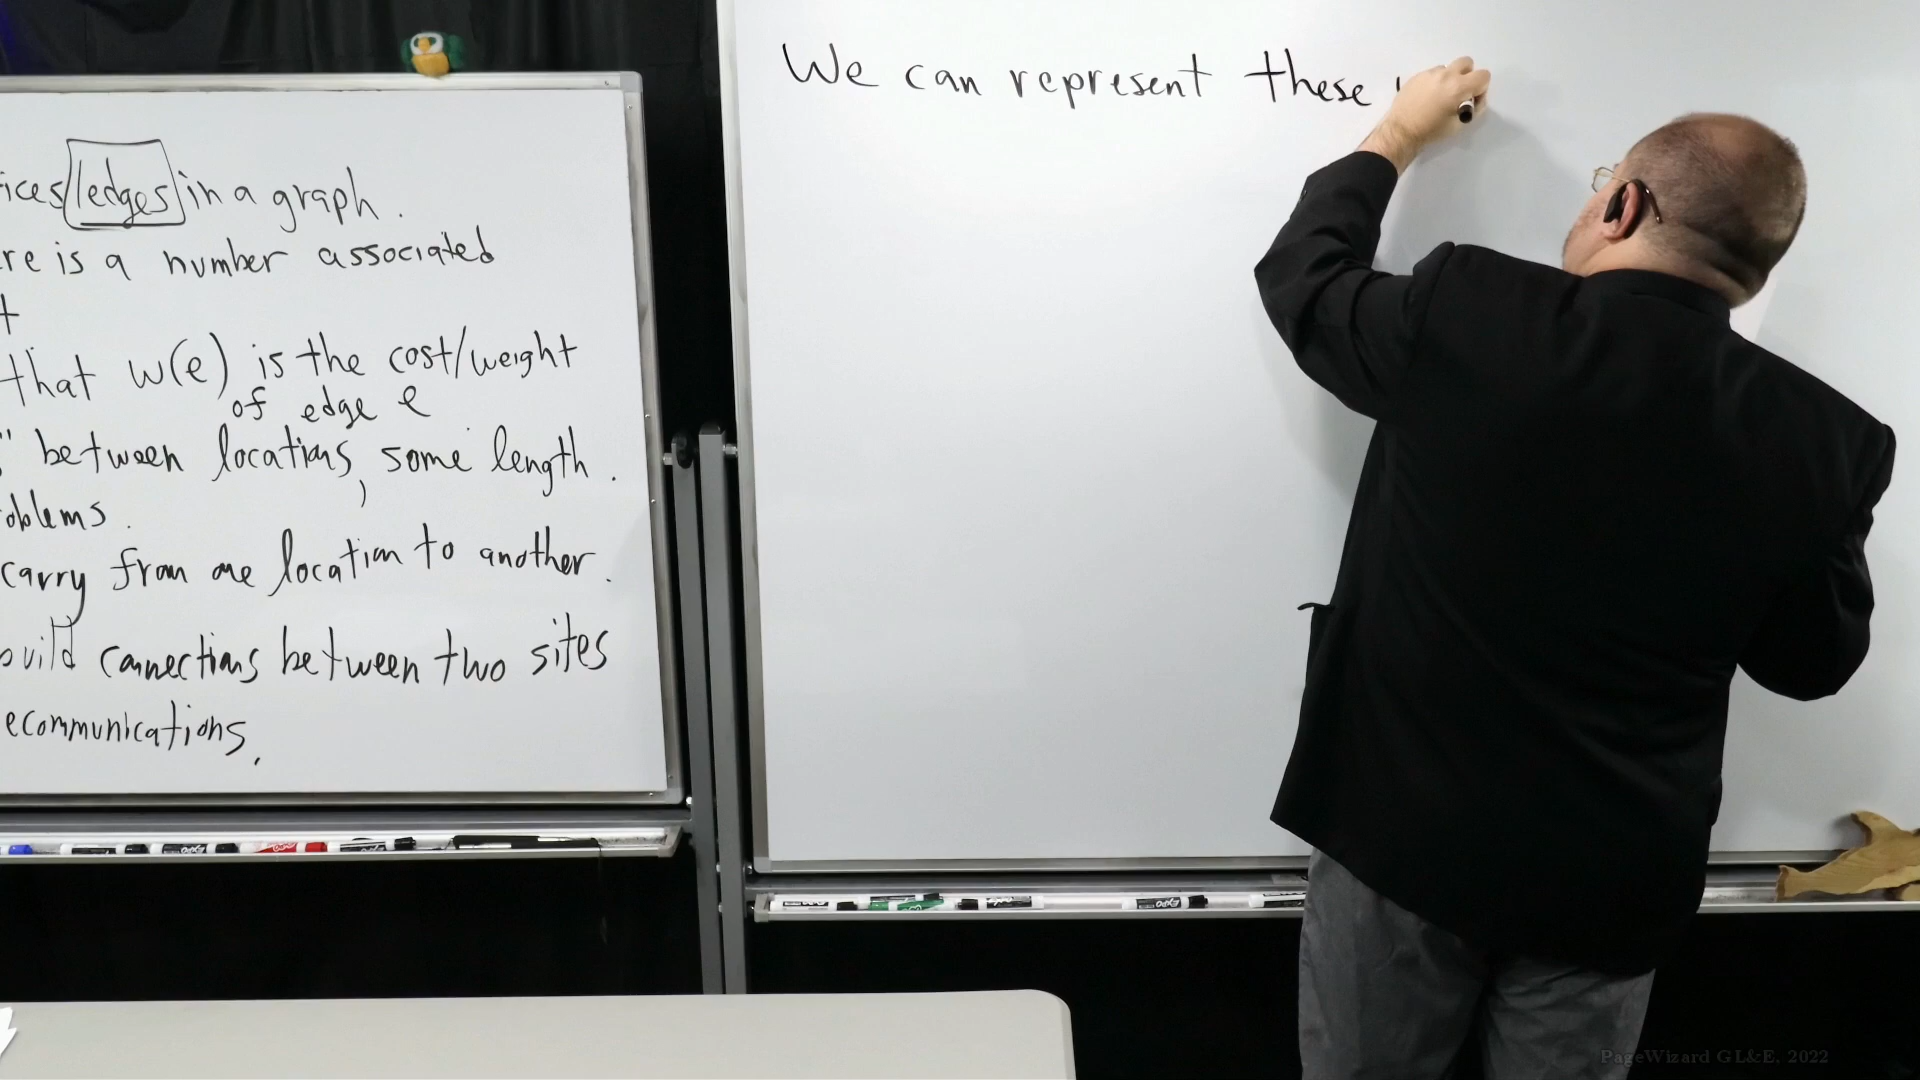 We can represent these
ices/edges in a graph.
re is a number associated
t
that w(e) is the cost/weight
of edge e
" between locations, some length.
oblems.
carry from one location to another.
build connections between two sites
ecommunications.
EXPO
PageWizard GL&E, 2022